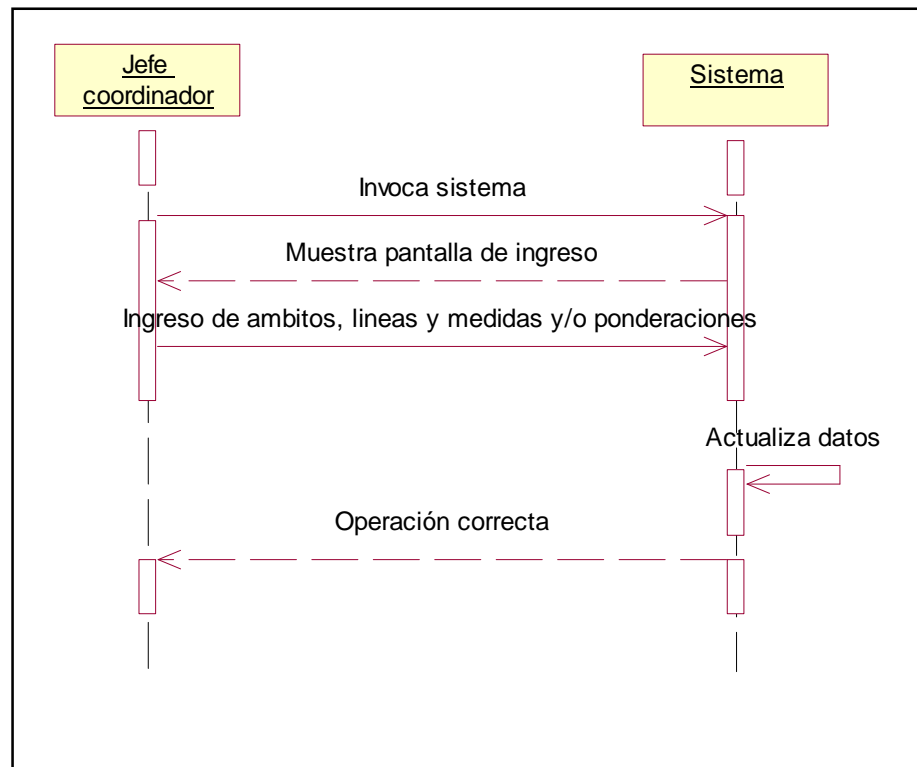 Jefe
coordinador
Sistema
Invoca sistema
Muestra pantalla de ingreso
Ingreso de ambitos, lineas y medidas y/o ponderaciones
Actualiza datos
Operación correcta